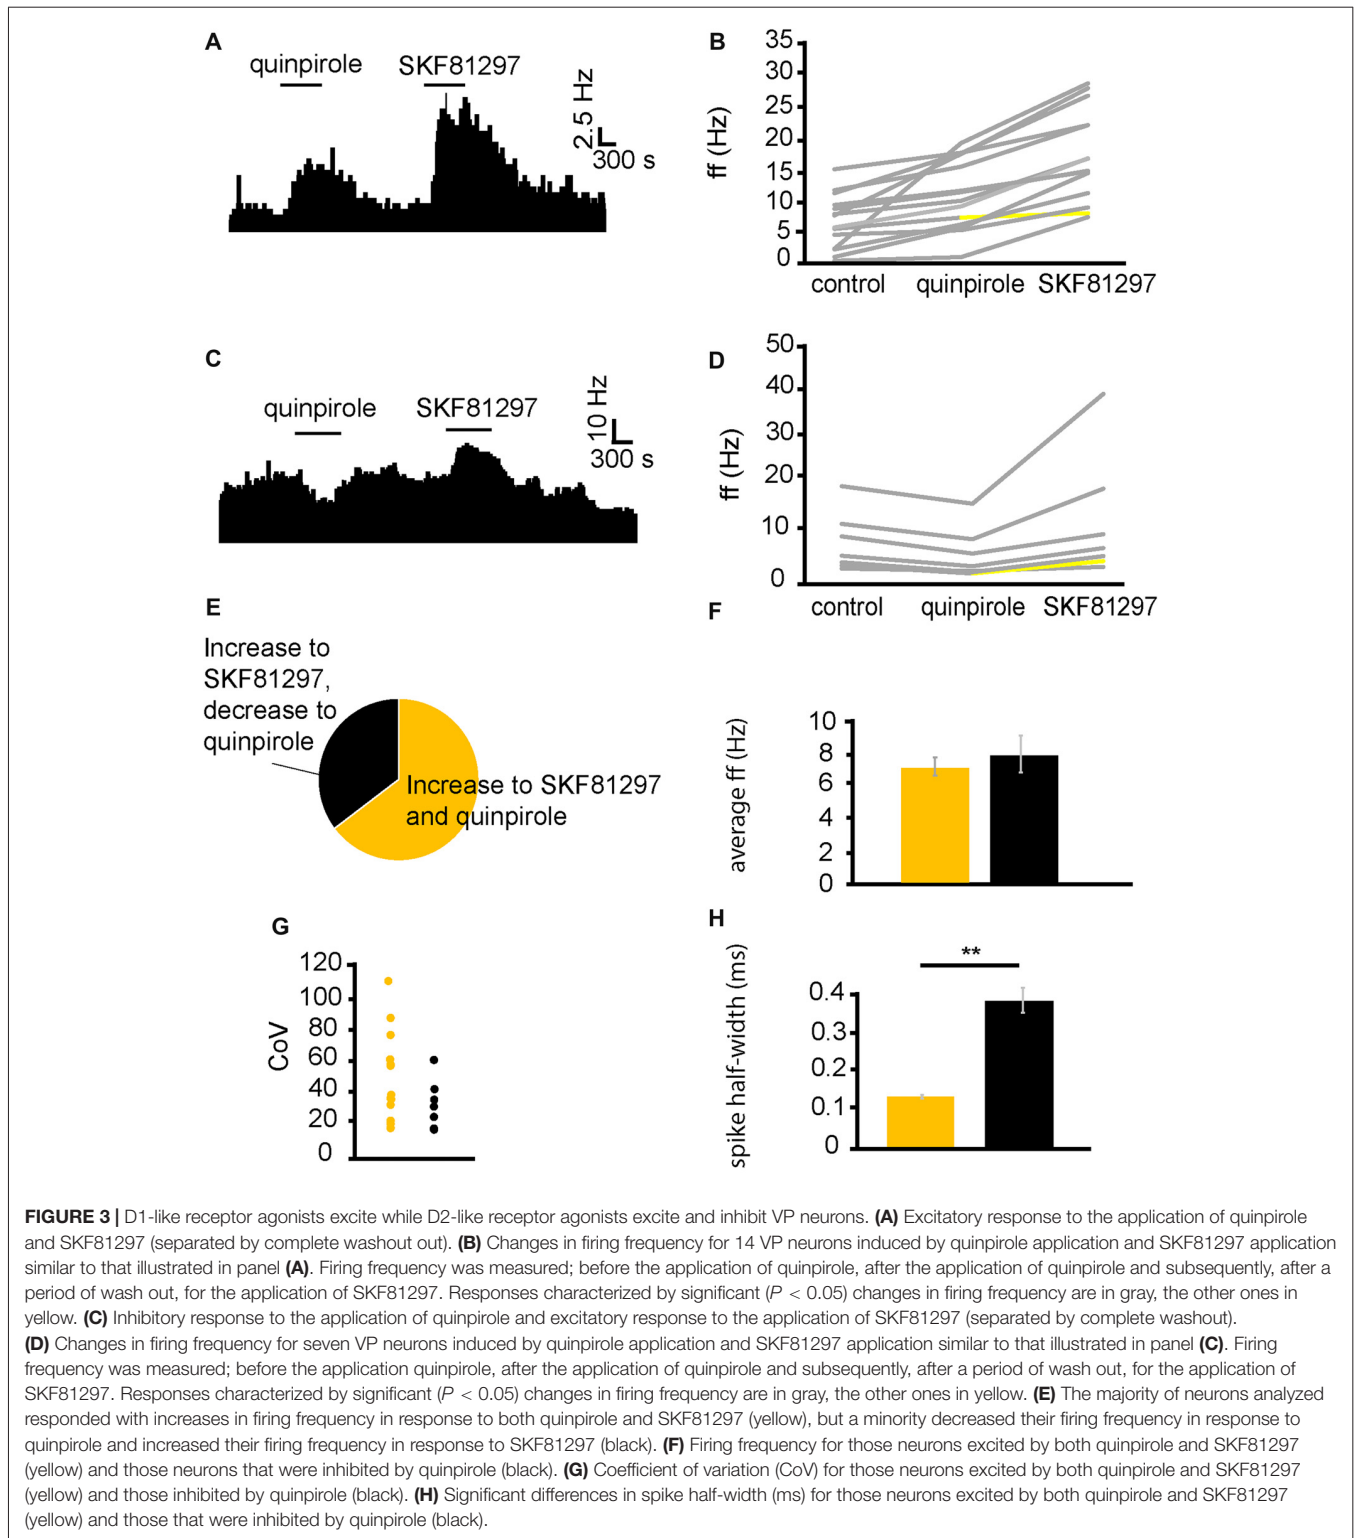 A
quinpirole
SKF81297
2.5 Hz
300 s
B
ff (Hz)
35
30
25
20
15
10
5
0
control
quinpirole
SKF81297
C
quinpirole
SKF81297
10 Hz
300 s
D
ff (Hz)
50
40
30
20
10
0
control
quinpirole
SKF81297
E
Increase to
SKF81297,
decrease to
quinpirole
Increase to SKF81297
and quinpirole
F
average ff (Hz)
10
8
6
4
2
0
G
CoV
120
100
80
60
40
20
0
H
spike half-width (ms)
**
0.4
0.3
0.2
0.1
0
FIGURE 3 | D1-like receptor agonists excite while D2-like receptor agonists excite and inhibit VP neurons. (A) Excitatory response to the application of quinpirole
and SKF81297 (separated by complete washout out). (B) Changes in firing frequency for 14 VP neurons induced by quinpirole application and SKF81297 application
similar to that illustrated in panel (A). Firing frequency was measured; before the application of quinpirole, after the application of quinpirole and subsequently, after a
period of wash out, for the application of SKF81297. Responses characterized by significant (P < 0.05) changes in firing frequency are in gray, the other ones in
yellow. (C) Inhibitory response to the application of quinpirole and excitatory response to the application of SKF81297 (separated by complete washout).
(D) Changes in firing frequency for seven VP neurons induced by quinpirole application and SKF81297 application similar to that illustrated in panel (C). Firing
frequency was measured; before the application quinpirole, after the application of quinpirole and subsequently, after a period of wash out, for the application of
SKF81297. Responses characterized by significant (P < 0.05) changes in firing frequency are in gray, the other ones in yellow. (E) The majority of neurons analyzed
responded with increases in firing frequency in response to both quinpirole and SKF81297 (yellow), but a minority decreased their firing frequency in response to
quinpirole and increased their firing frequency in response to SKF81297 (black). (F) Firing frequency for those neurons excited by both quinpirole and SKF81297
(yellow) and those neurons that were inhibited by quinpirole (black). (G) Coefficient of variation (CoV) for those neurons excited by both quinpirole and SKF81297
(yellow) and those inhibited by quinpirole (black). (H) Significant differences in spike half-width (ms) for those neurons excited by both quinpirole and SKF81297
(yellow) and those that were inhibited by quinpirole (black).